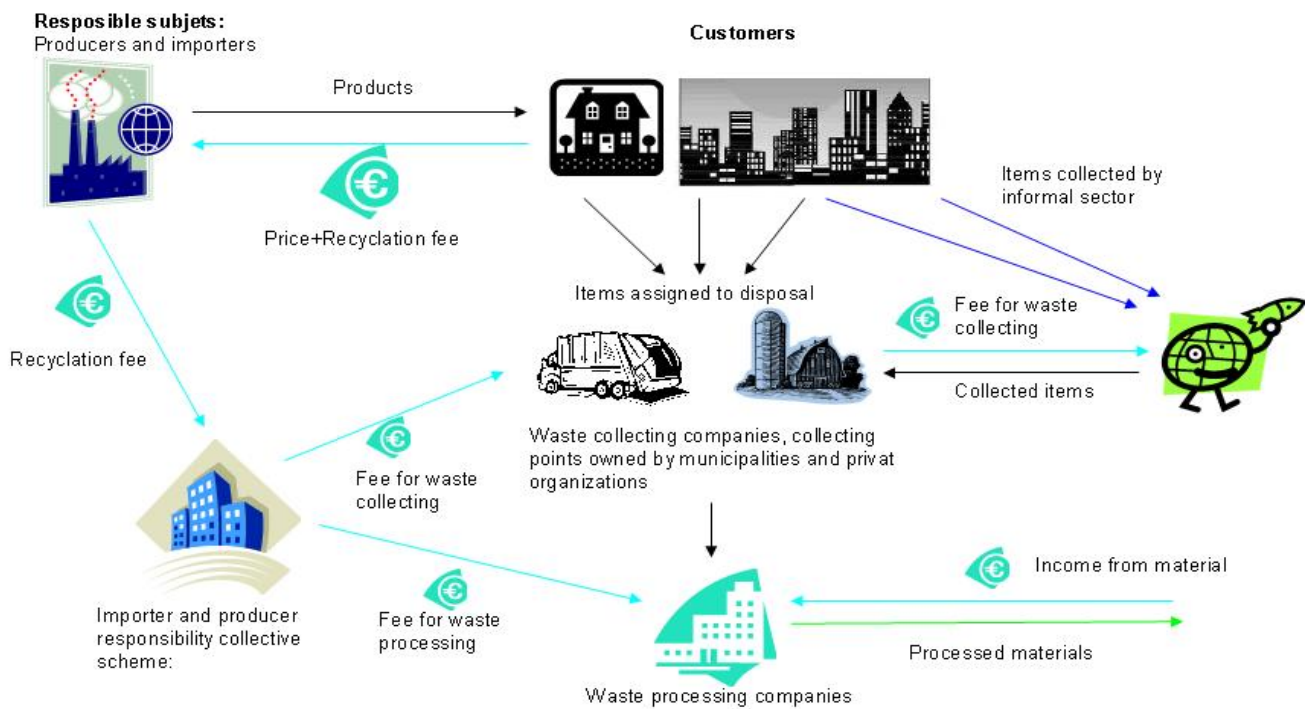 Resposible subjets:
Producers and importers
Customers
Products
Price+Recyclation fee
Items collected by
informal sector
Recyclation fee
Items assigned to disposal
Fee for waste
collecting
Collected items
Waste collecting companies, collecting
points owned by municipalities and privat
organizations
Fee for waste
collecting
Importer and producer
responsibility collective
scheme:
Fee for waste
processing
Income from material
Processed materials
Waste processing companies